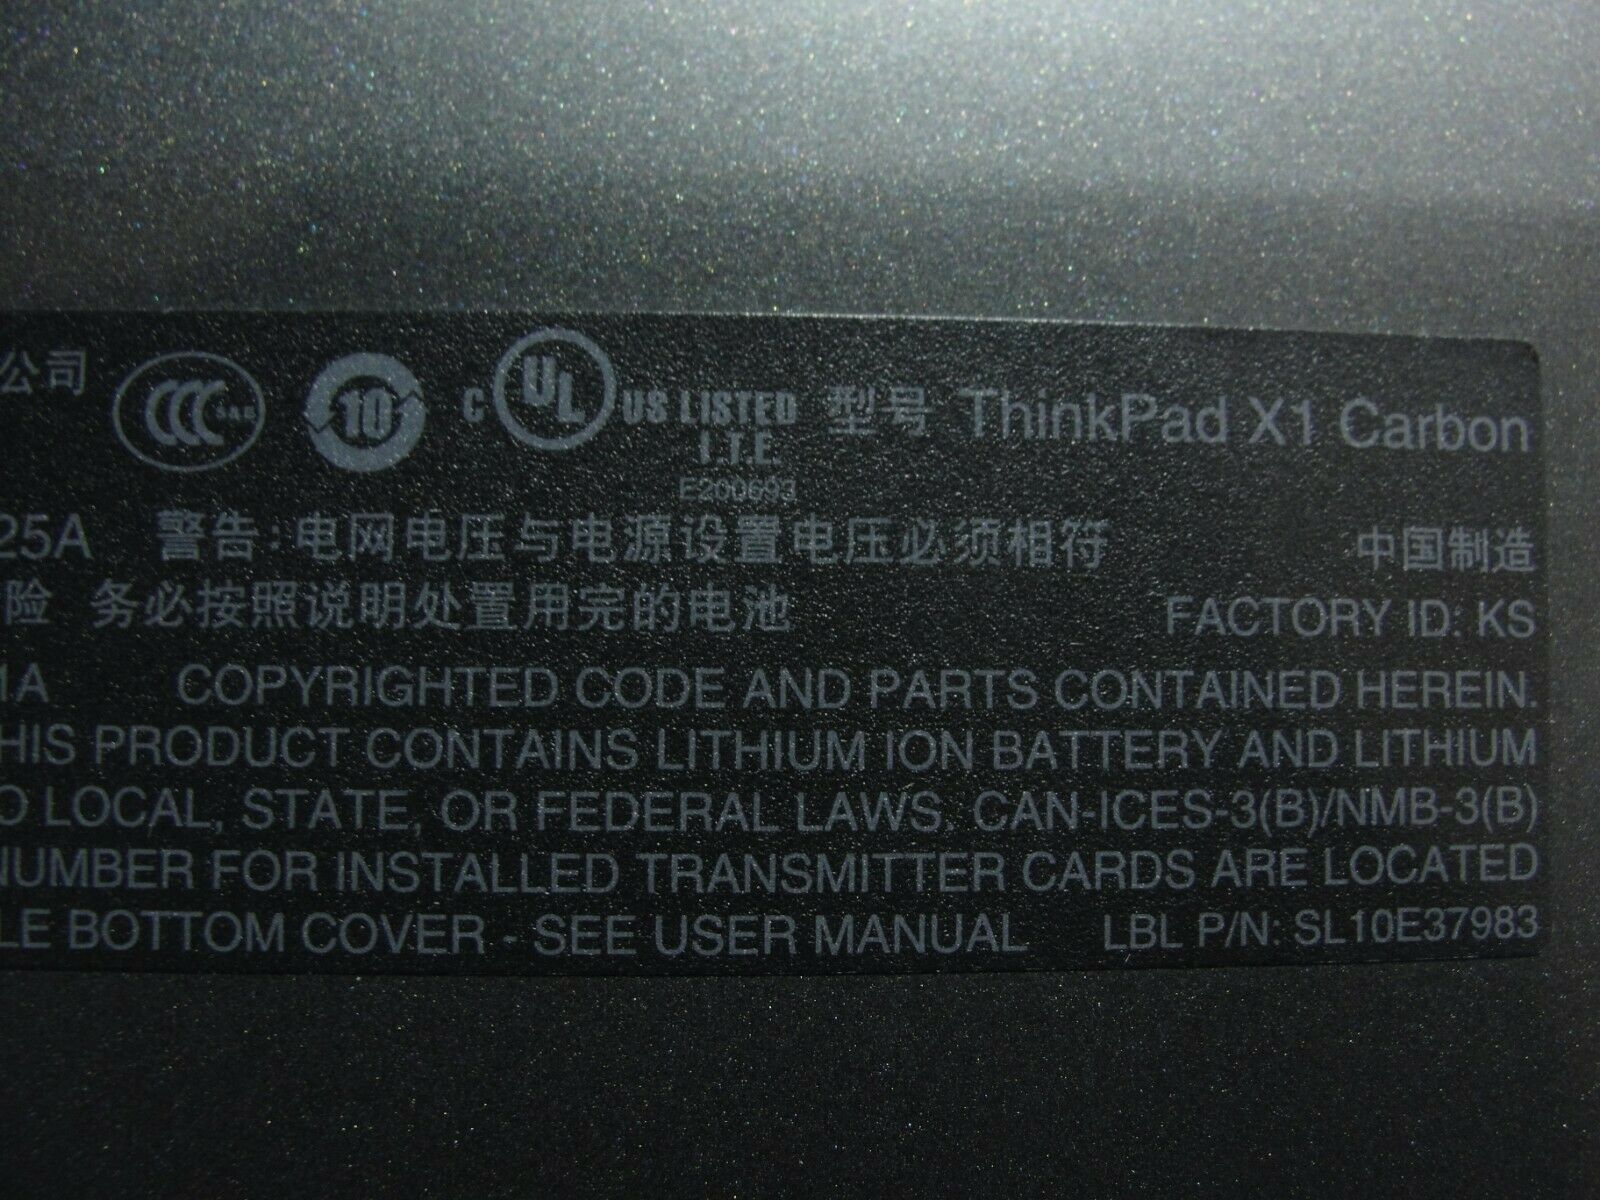 公司 CCC S&E 10 C UL US LISTED 型号 ThinkPad X1 Carbon
I.T.E.
E200693
25A 警告:电网电压与电源设置电压必须相符 中国制造
险 务必按照说明处置用完的电池 FACTORY ID: KS
1A COPYRIGHTED CODE AND PARTS CONTAINED HEREIN.
HIS PRODUCT CONTAINS LITHIUM ION BATTERY AND LITHIUM
O LOCAL, STATE, OR FEDERAL LAWS. CAN-ICES-3(B)/NMB-3(B)
NUMBER FOR INSTALLED TRANSMITTER CARDS ARE LOCATED
LE BOTTOM COVER - SEE USER MANUAL LBL P/N: SL10E37983